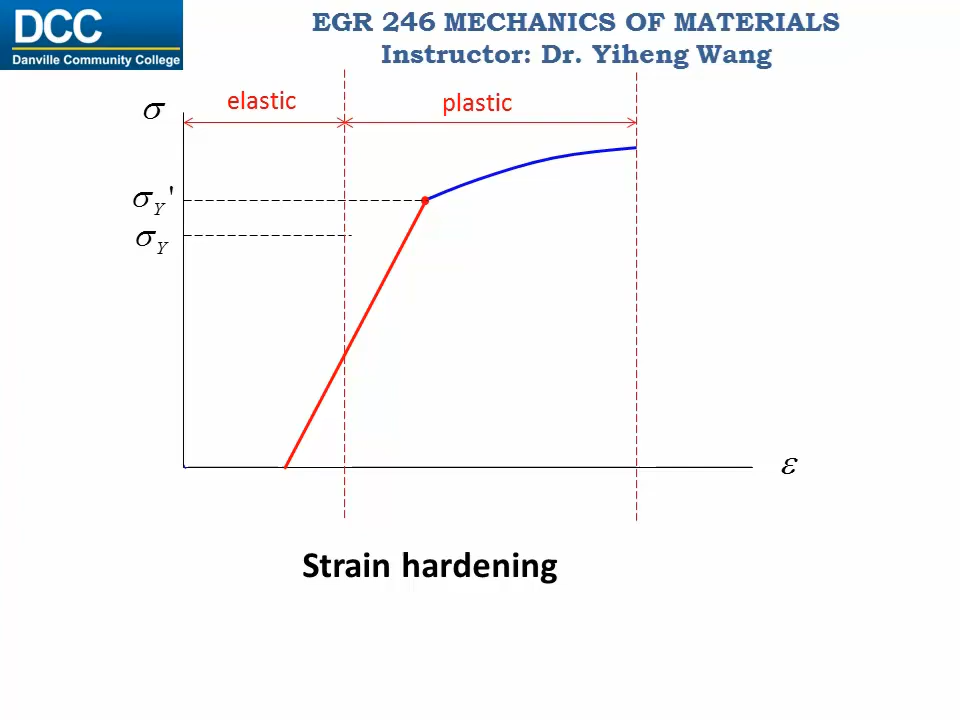 DCC
Danville Community College
EGR 246 MECHANICS OF MATERIALS
Instructor: Dr. Yiheng Wang
elastic
plastic
σ
σY'
σY
ε
Strain hardening